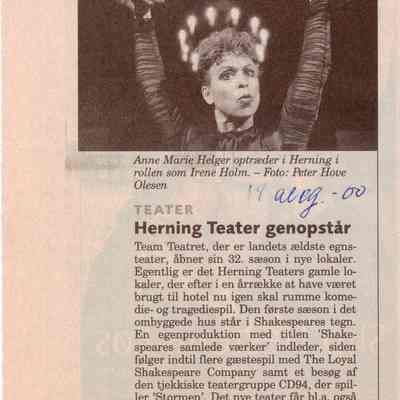 Anne Marie Helger optræder i Herning i
rollen som Irene Holm. – Foto: Peter Hove
Olesen
aug. -00
TEATER
Herning Teater genopstår
Team Teatret, der er landets ældste egns-
teater, åbner sin 32. sæson i nye lokaler.
Egentlig er det Herning Teaters gamle lo-
kaler, der efter i en årrække at have været
brugt til hotel nu igen skal rumme kome-
die- og tragediespil. Den første sæson i det
ombyggede hus står i Shakespeares tegn.
En egenproduktion med titlen 'Shake-
speares samlede værker' indleder, siden
følger indtil flere gæstespil med The Loyal
Shakespeare Company samt et besøg af
den tjekkiske teatergruppe CD94, der spil-
ler 'Stormen'. Det nye teater får bl.a. også